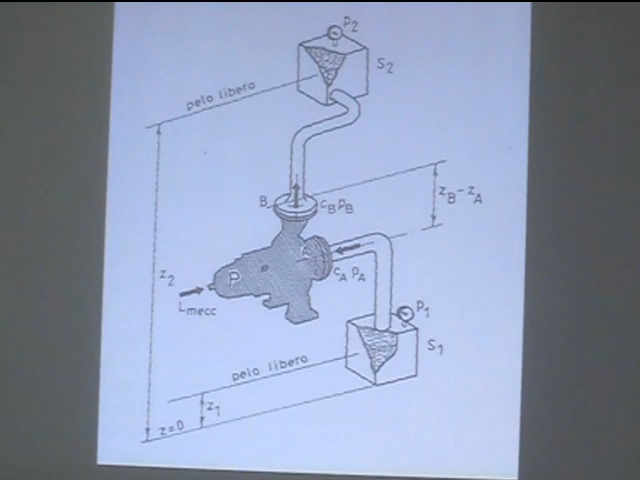 P2
S2
pelo libero
B
cB pB
zB-zA
A
P
cA pA
z2
Lmecc
P1
S1
pelo libero
z1
z=0